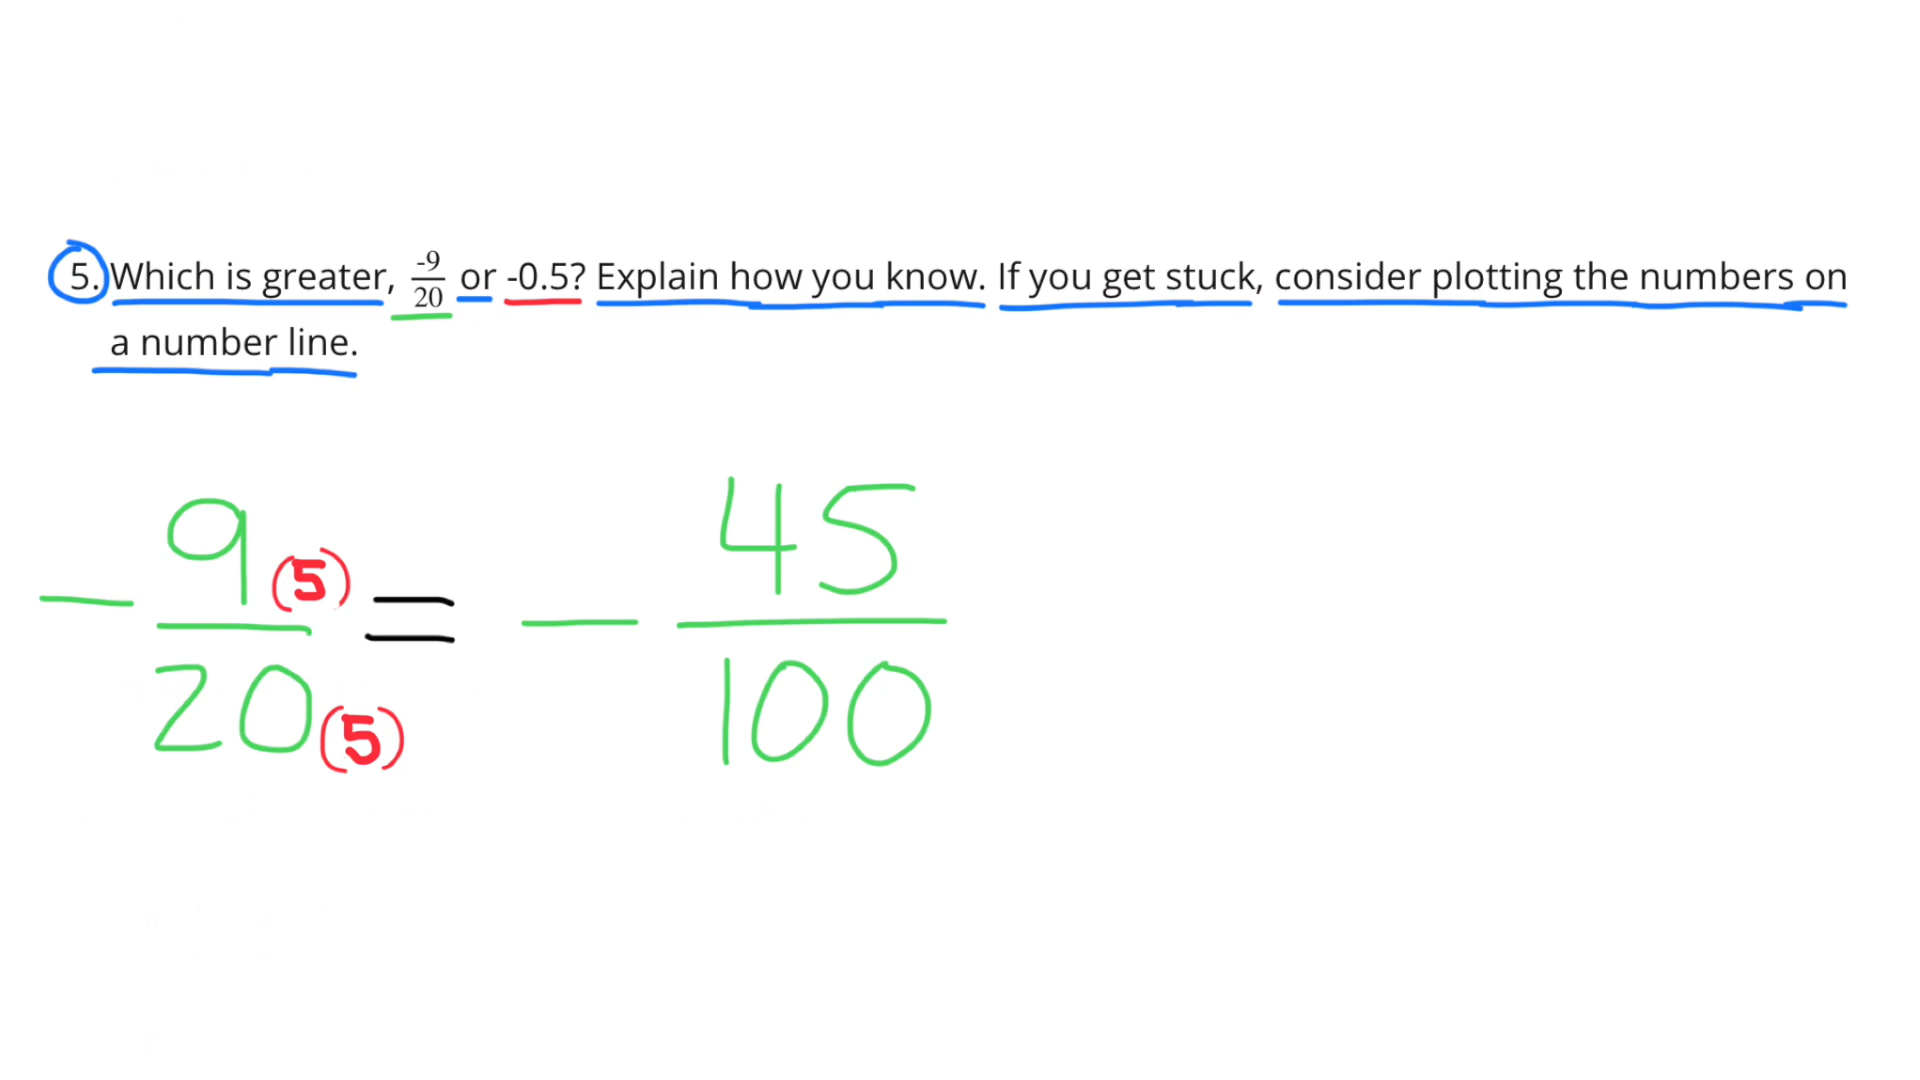 5. Which is greater, -9/20 or -0.5? Explain how you know. If you get stuck, consider plotting the numbers on
a number line.
- 9(5)/20(5) = - 45/100